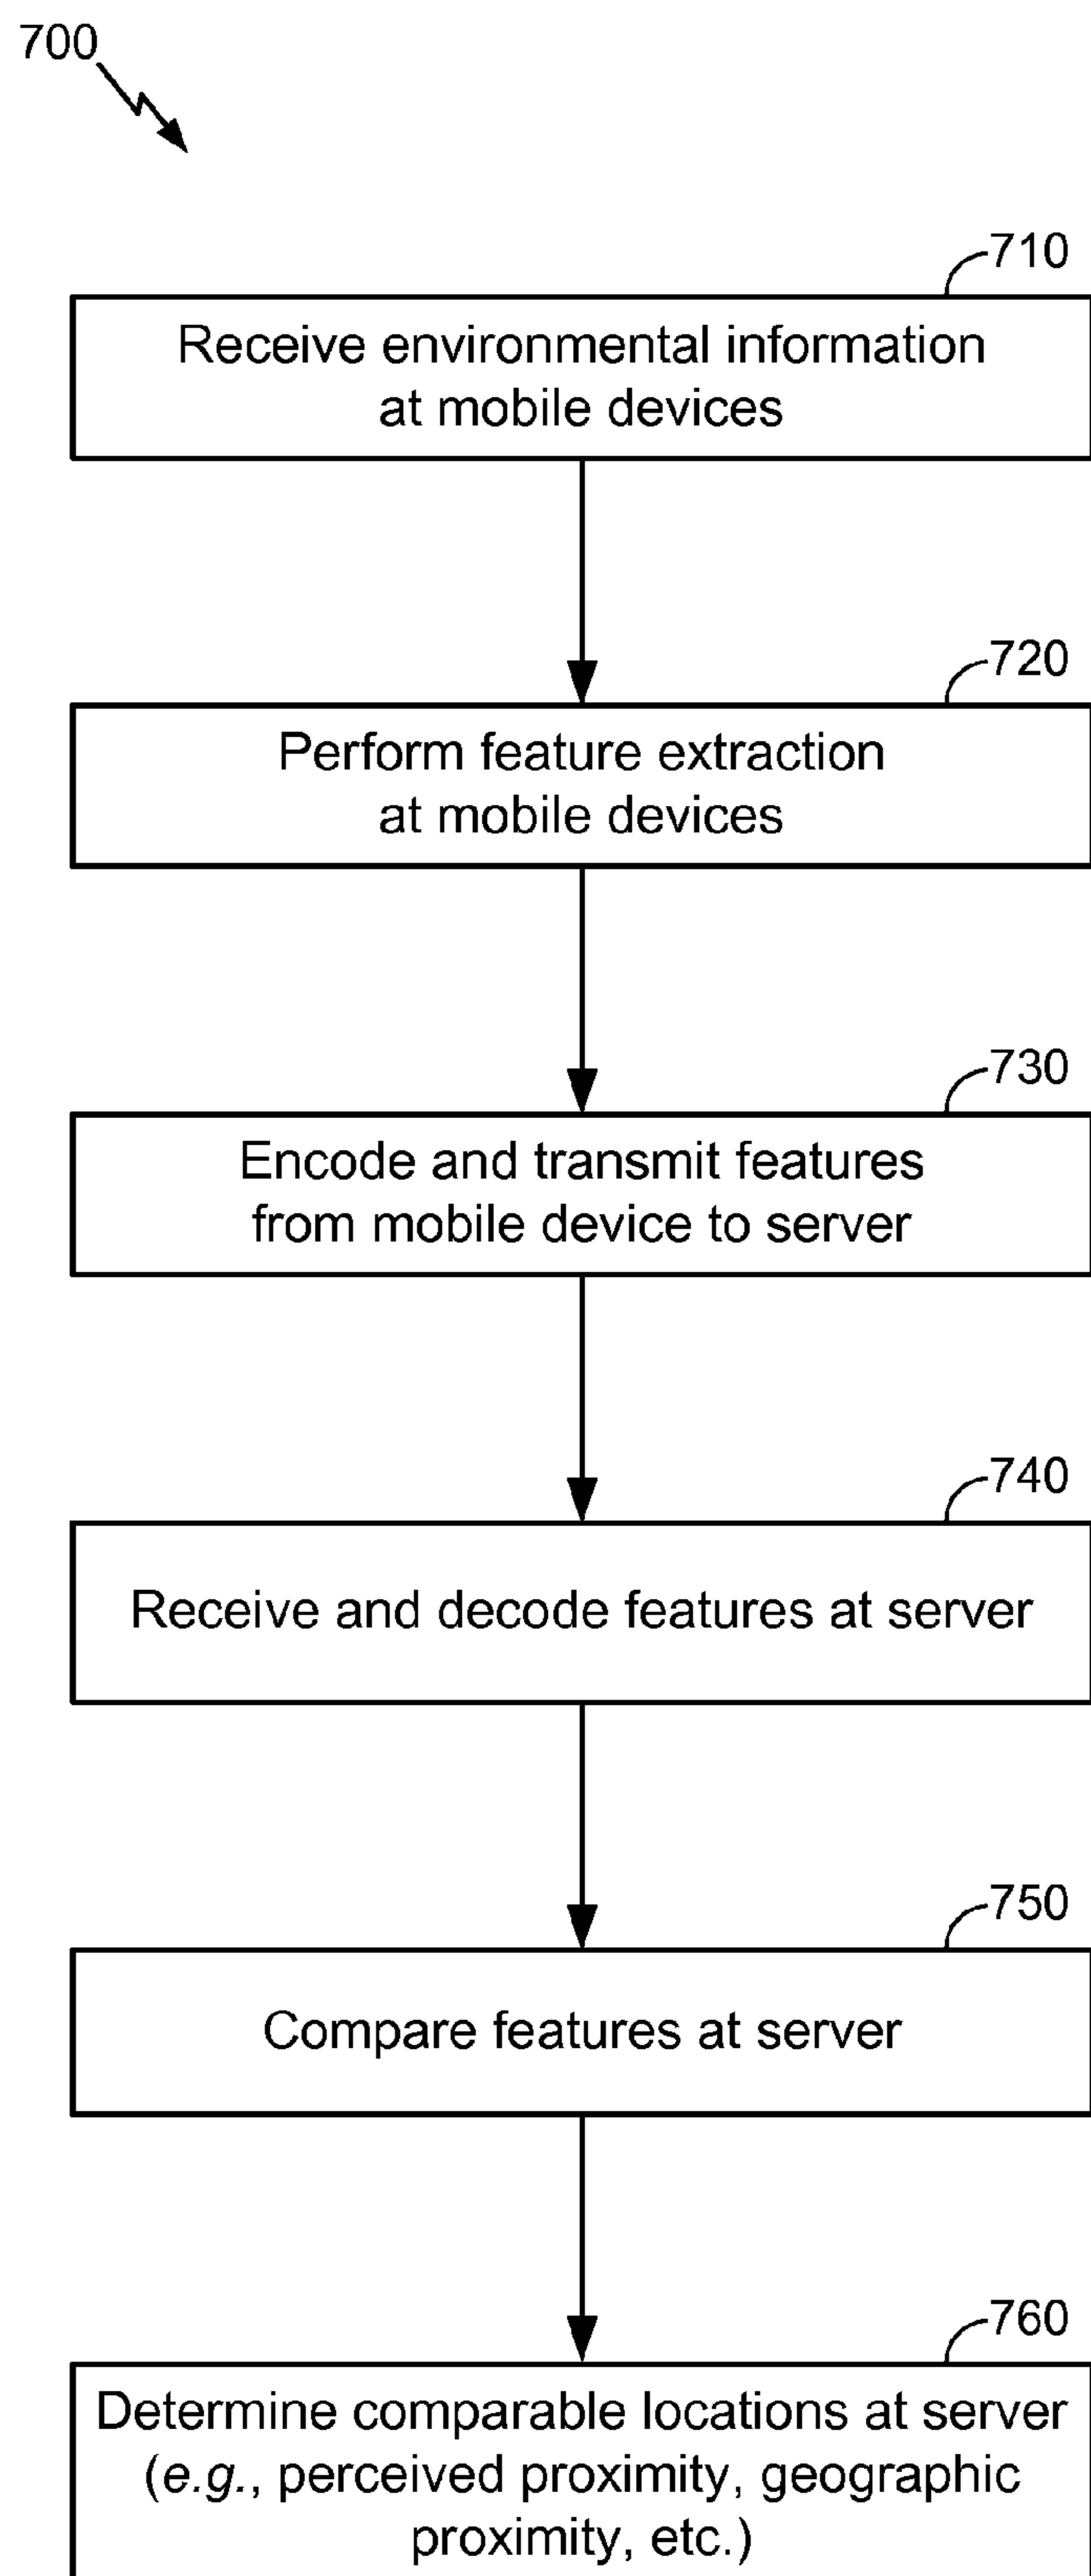 700
710
Receive environmental information
at mobile devices
720
Perform feature extraction
at mobile devices
730
Encode and transmit features
from mobile device to server
740
Receive and decode features at server
750
Compare features at server
760
Determine comparable locations at server
(e.g., perceived proximity, geographic
proximity, etc.)